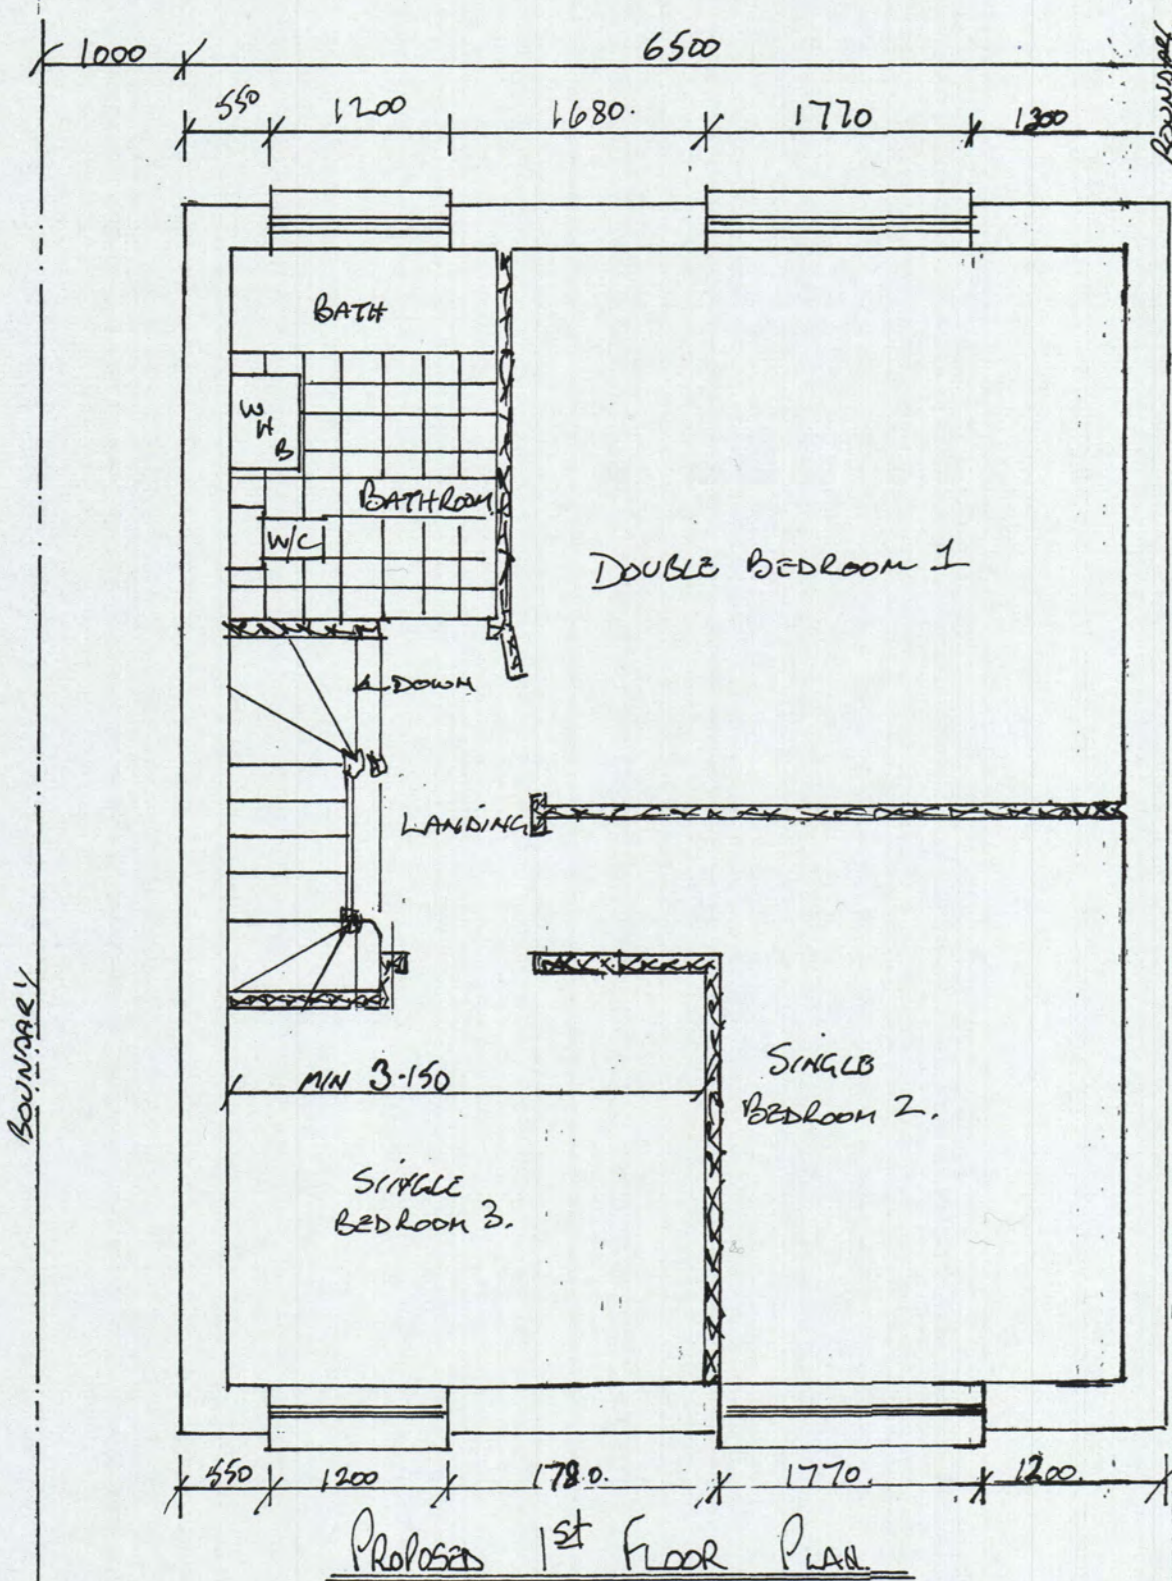 1000
6500
BOUNDARY
550
1200
1680.
1770
1300
BATH
W
H
B
BATHROOM
W/C
DOUBLE BEDROOM 1
DOWN
LANDING
BOUNDARY
MIN 3·150
SINGLE
BEDROOM 2.
SINGLE
BEDROOM 3.
550
1200
1780.
1770.
1200.
PROPOSED 1st FLOOR PLAN.